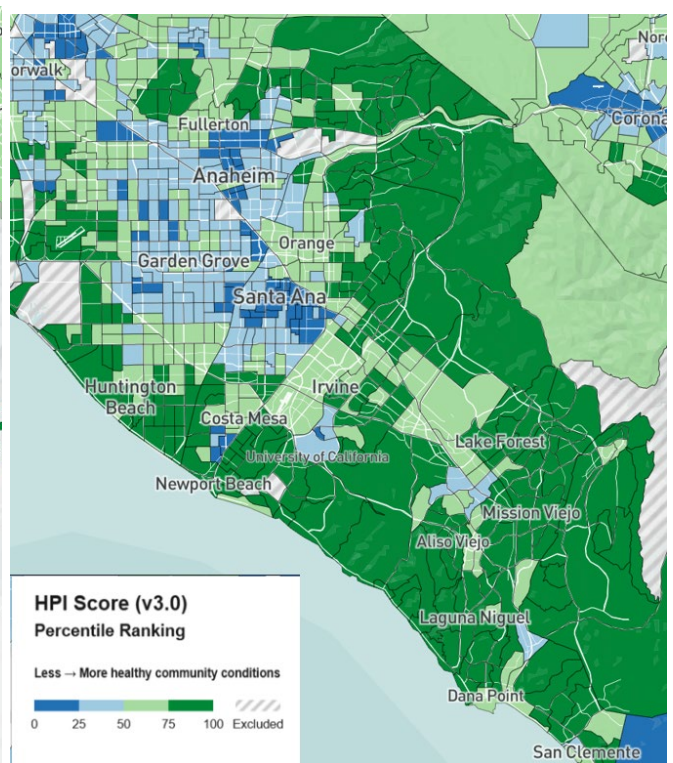 orwalk
Nor
Corona
Fullerton
Anaheim
Orange
Garden Grove
Santa Ana
Huntington
Beach
Irvine
Costa Mesa
Lake Forest
University of California
Newport Beach
Mission Viejo
Aliso Viejo
Laguna Niguel
Dana Point
San Clemente
HPI Score (v3.0)
Percentile Ranking
Less → More healthy community conditions
0 25 50 75 100 Excluded